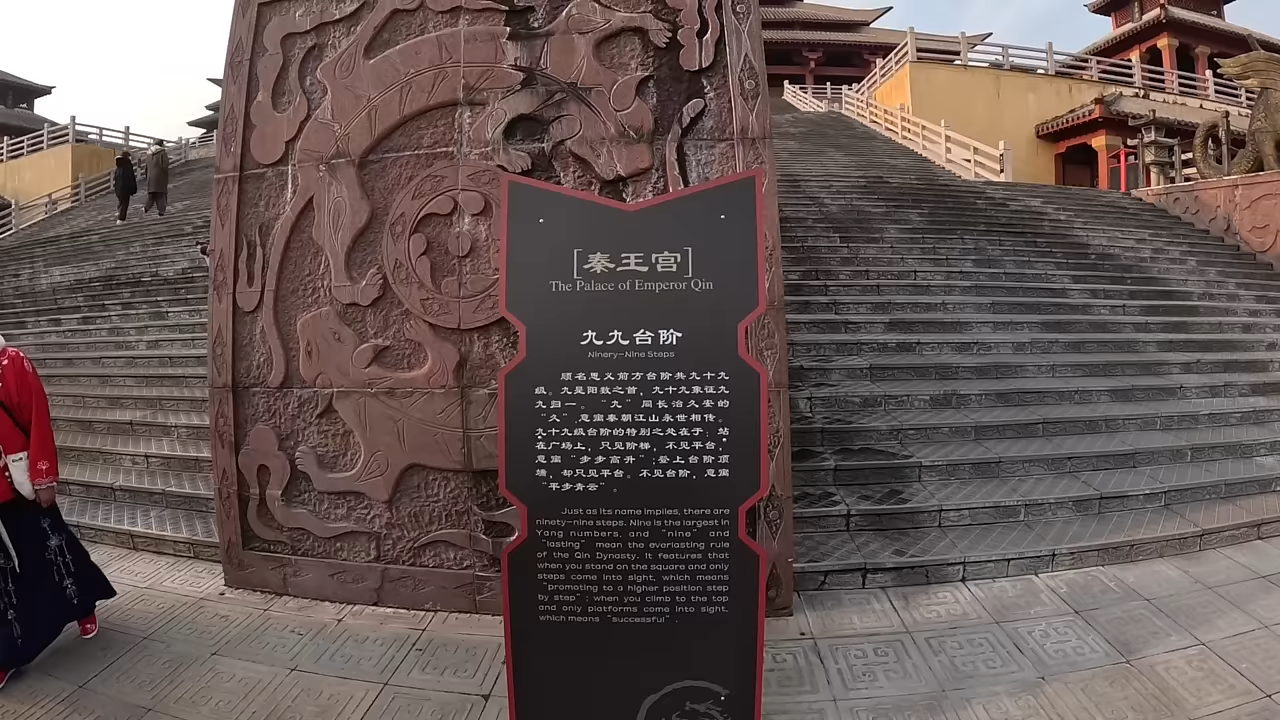 [秦王宫]
The Palace of Emperor Qin
九九台阶
Ninery-Nine Steps
顾名思义前方台阶共九十九
级。九是阳数之首，九十九象征九
九归一。“九”同长治久安的
“久”,意寓秦朝江山永世相传。
九十九级台阶的特别之处在于：站
在广场上，只见阶梯，不见平台，
意寓“步步高升”；登上台阶顶
端，却只见平台。不见台阶，意寓
“平步青云”。
Just as its name implies, there are
ninety-nine steps. Nine is the largest in
Yang numbers, and “nine” and
“lasting” mean the everlasting rule
of the Qin Dynasty. It features that
when you stand on the square and only
steps come into sight, which means
“promoting to a higher position step
by step”; when you climb to the top
and only platforms come into sight,
which means “successful”.